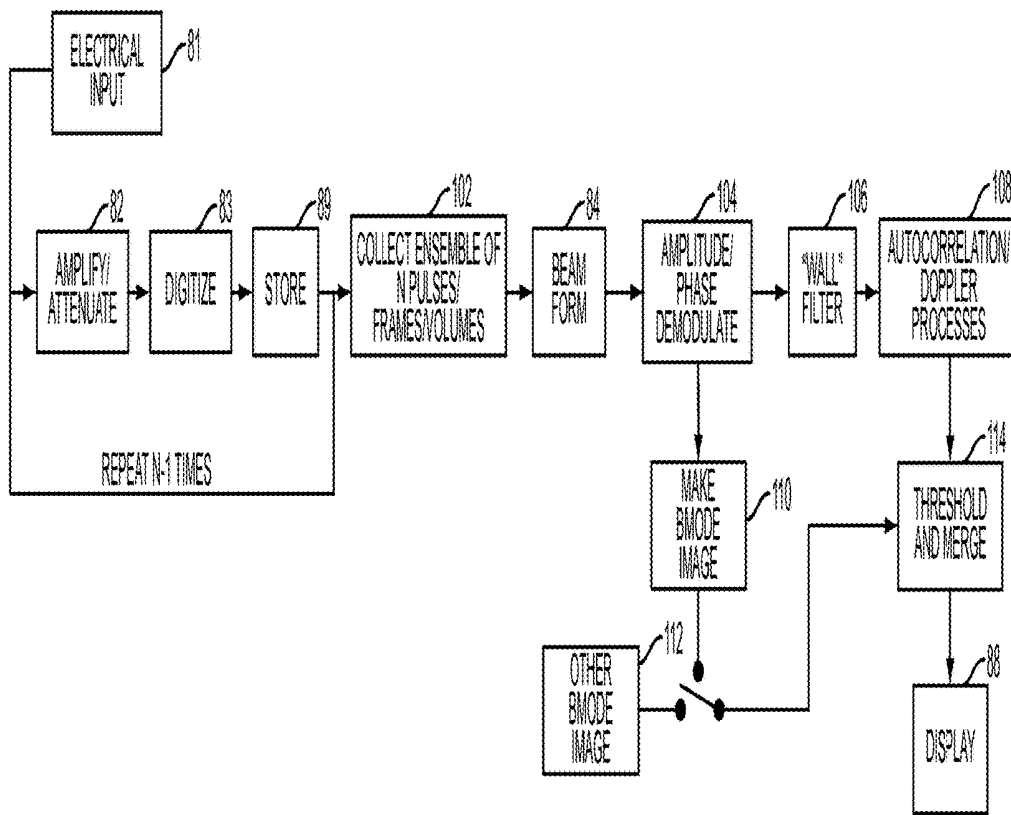 ELECTRICAL
INPUT
81
82
AMPLIFY/
ATTENUATE
83
DIGITIZE
89
STORE
102
COLLECT ENSEMBLE OF
N PULSES/
FRAMES/VOLUMES
84
BEAM
FORM
104
AMPLITUDE/
PHASE
DEMODULATE
106
"WALL"
FILTER
108
AUTOCORRELATION/
DOPPLER
PROCESSES
REPEAT N-1 TIMES
MAKE
BMODE
IMAGE
110
114
THRESHOLD
AND MERGE
112
OTHER
BMODE
IMAGE
88
DISPLAY